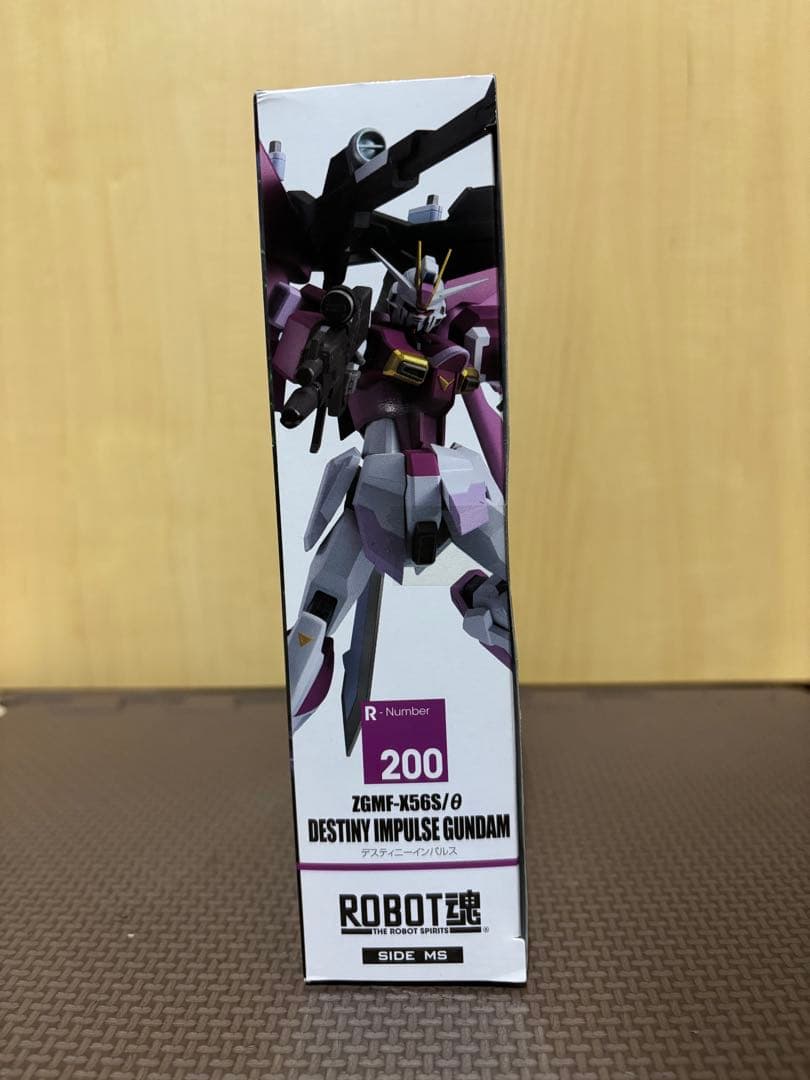 R - Number
200
ZGMF-X56S/θ
DESTINY IMPULSE GUNDAM
デスティニーインパルス
ROBOT魂
THE ROBOT SPIRITS ®
SIDE MS